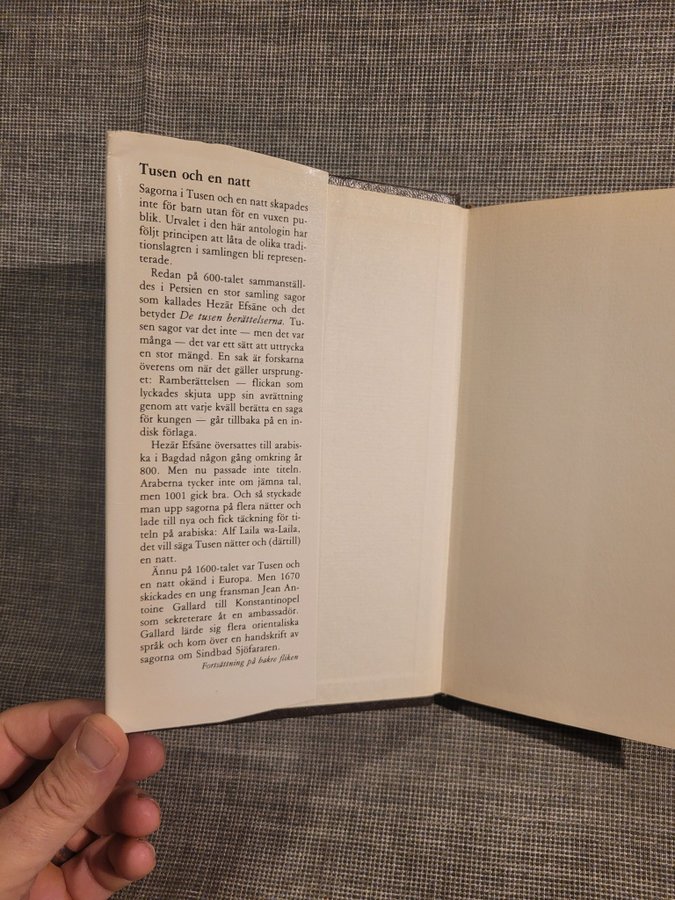 Tusen och en natt
Sagorna i Tusen och en natt skapades
inte för barn utan för en vuxen pu-
blik. Urvalet i den här antologin har
följt principen att låta de olika tradi-
tionslagren i samlingen bli represen-
terade.
Redan på 600-talet sammanställ-
des i Persien en stor samling sagor
som kallades Hezár Efsäne och det
betyder De tusen berättelserna. Tu-
sen sagor var det inte — men det var
många — det var ett sätt att uttrycka
en stor mängd. En sak är forskarna
överens om när det gäller ursprung-
et: Ramberättelsen — flickan som
lyckades skjuta upp sin avrättning
genom att varje kväll berätta en saga
för kungen — går tillbaka på en in-
disk förlaga.
Hezár Efsäne översattes till arabis-
ka i Bagdad någon gång omkring år
800. Men nu passade inte titeln.
Araberna tycker inte om jämna tal,
men 1001 gick bra. Och så styckade
man upp sagorna på flera nätter och
lade till nya och fick täckning för ti-
teln på arabiska: Alf Laila wa-Laila,
det vill säga Tusen nätter och (därtill)
en natt.
Ännu på 1600-talet var Tusen och
en natt okänd i Europa. Men 1670
skickades en ung fransman Jean An-
toine Gallard till Konstantinopel
som sekreterare åt en ambassadör.
Gallard lärde sig flera orientaliska
språk och kom över en handskrift av
sagorna om Sindbad Sjöfararen.
Fortsättning på bakre fliken